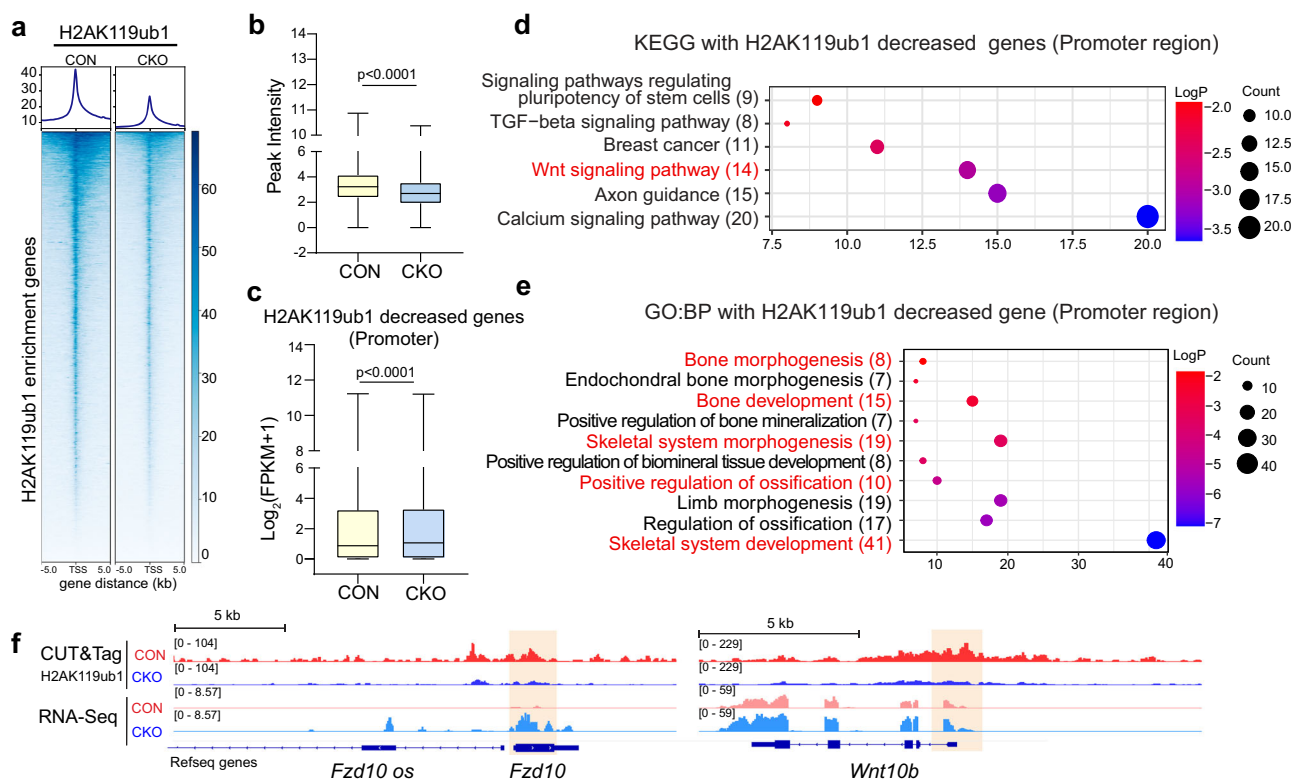 a
H2AK119ub1
CON CKO
40
30
20
10
H2AK119ub1 enrichment genes
60
50
40
30
20
10
0
-5.0 TSS 5.0 -5.0 TSS 5.0
gene distance (kb)
b
14
13
12
11
10
6
4
2
0
-2
Peak Intensity
p<0.0001
CON CKO
c
H2AK119ub1 decreased genes
(Promoter)
14
12
10
8
6
4
2
0
Log2(FPKM+1)
p<0.0001
CON CKO
d
KEGG with H2AK119ub1 decreased genes (Promoter region)
Signaling pathways regulating
pluripotency of stem cells (9)
TGF−beta signaling pathway (8)
Breast cancer (11)
Wnt signaling pathway (14)
Axon guidance (15)
Calcium signaling pathway (20)
7.5 10.0 12.5 15.0 17.5 20.0
LogP
−2.0
−2.5
−3.0
−3.5
Count
10.0
12.5
15.0
17.5
20.0
e
GO:BP with H2AK119ub1 decreased gene (Promoter region)
Bone morphogenesis (8)
Endochondral bone morphogenesis (7)
Bone development (15)
Positive regulation of bone mineralization (7)
Skeletal system morphogenesis (19)
Positive regulation of biomineral tissue development (8)
Positive regulation of ossification (10)
Limb morphogenesis (19)
Regulation of ossification (17)
Skeletal system development (41)
10 20 30 40
LogP
−2
−3
−4
−5
−6
−7
Count
10
20
30
40
f
5 kb 5 kb
CUT&Tag
H2AK119ub1
CON [0 - 104] [0 - 229]
CKO [0 - 104] [0 - 229]
RNA-Seq
CON [0 - 8.57] [0 - 59]
CKO [0 - 8.57] [0 - 59]
Refseq genes
Fzd10 os Fzd10 Wnt10b